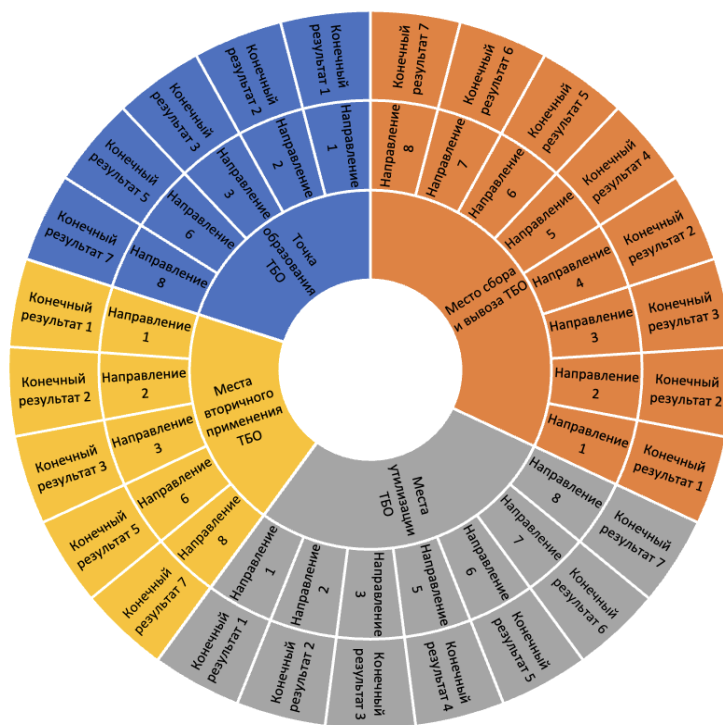 Точка
образования
ТБО
Направление
1
Конечный
результат 1
Направление
2
Конечный
результат 2
Направление
3
Конечный
результат 3
Направление
6
Конечный
результат 5
Направление
8
Конечный
результат 7
Место сбора
и вывоза ТБО
Направление
8
Конечный
результат 7
Направление
7
Конечный
результат 6
Направление
6
Конечный
результат 5
Направление
5
Конечный
результат 4
Направление
4
Конечный
результат 2
Направление
3
Конечный
результат 3
Направление
2
Конечный
результат 2
Направление
1
Конечный
результат 1
Места
утилизации
ТБО
Направление
8
Конечный
результат 7
Направление
7
Конечный
результат 6
Направление
6
Конечный
результат 5
Направление
5
Конечный
результат 4
Направление
3
Конечный
результат 3
Направление
2
Конечный
результат 2
Направление
1
Конечный
результат 1
Места
вторичного
применения
ТБО
Направление
1
Конечный
результат 1
Направление
2
Конечный
результат 2
Направление
3
Конечный
результат 3
Направление
6
Конечный
результат 5
Направление
8
Конечный
результат 7